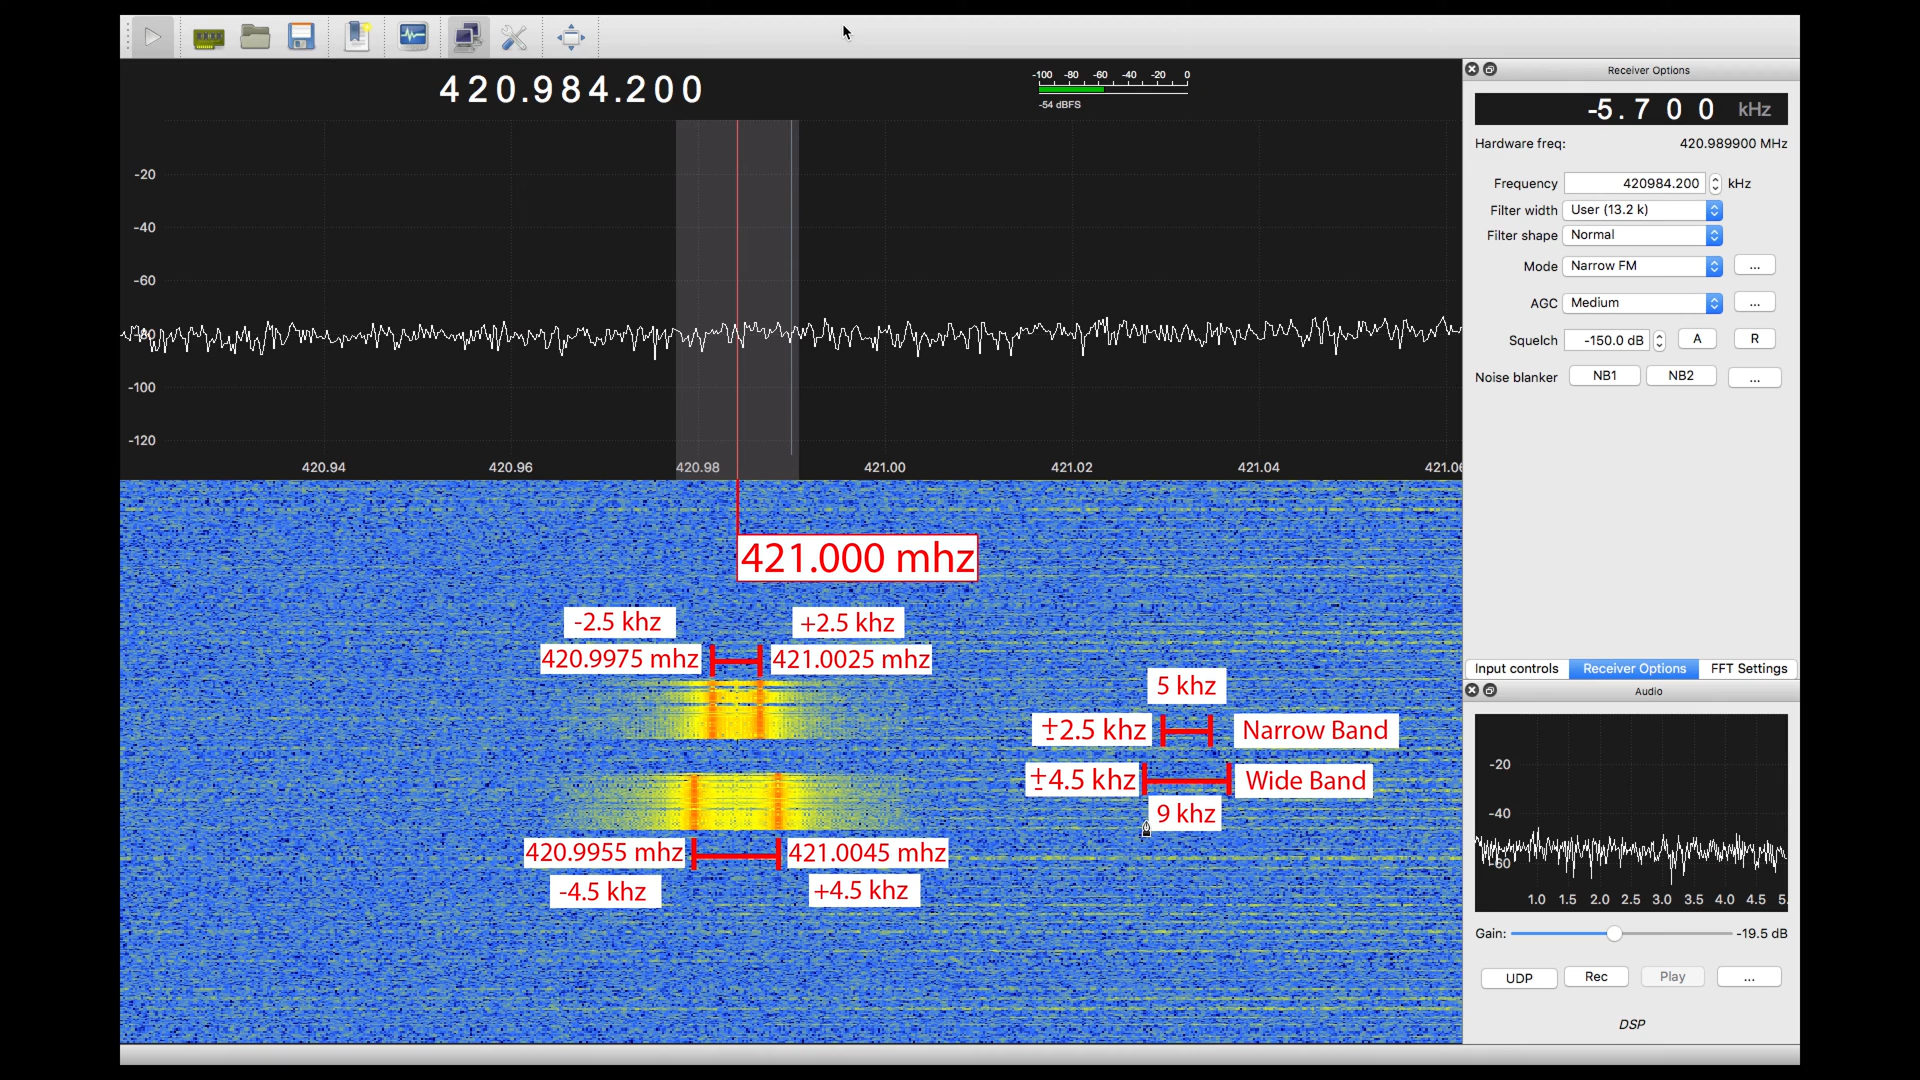 420.984.200
-100 -80 -60 -40 -20 0
-54 dBFS
-20
-40
-60
-80
-100
-120
420.94 420.96 420.98 421.00 421.02 421.04 421.06
421.000 mhz
-2.5 khz +2.5 khz
420.9975 mhz 421.0025 mhz
5 khz
±2.5 khz Narrow Band
±4.5 khz Wide Band
9 khz
420.9955 mhz 421.0045 mhz
-4.5 khz +4.5 khz
Receiver Options
-5.700 kHz
Hardware freq: 420.989900 MHz
Frequency 420984.200 kHz
Filter width User (13.2 k)
Filter shape Normal
Mode Narrow FM ...
AGC Medium ...
Squelch -150.0 dB A R
Noise blanker NB1 NB2 ...
Input controls Receiver Options FFT Settings
Audio
-20
-40
-60
1.0 1.5 2.0 2.5 3.0 3.5 4.0 4.5 5.
Gain: -19.5 dB
UDP Rec Play ...
DSP